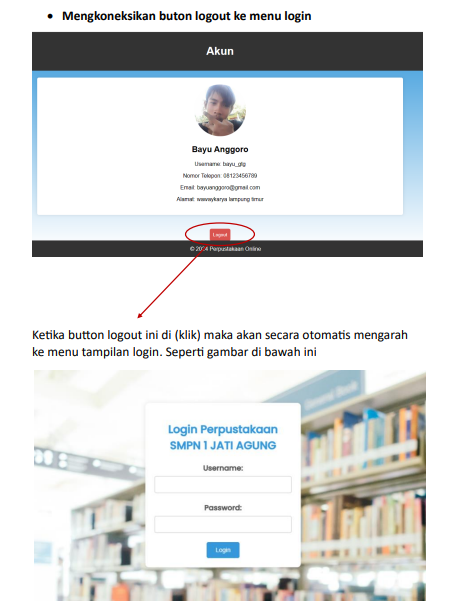 • Mengkoneksikan buton logout ke menu login
Akun
Bayu Anggoro
Username: bayu_gtg
Nomor Telepon: 08123456789
Email: bayuanggoro@gmail.com
Alamat: wawaykarya lampung timur
Logout
© 2024 Perpustakaan Online
Ketika button logout ini di (klik) maka akan secara otomatis mengarah
ke menu tampilan login. Seperti gambar di bawah ini
Login Perpustakaan
SMPN 1 JATI AGUNG
Username:
Password:
Login